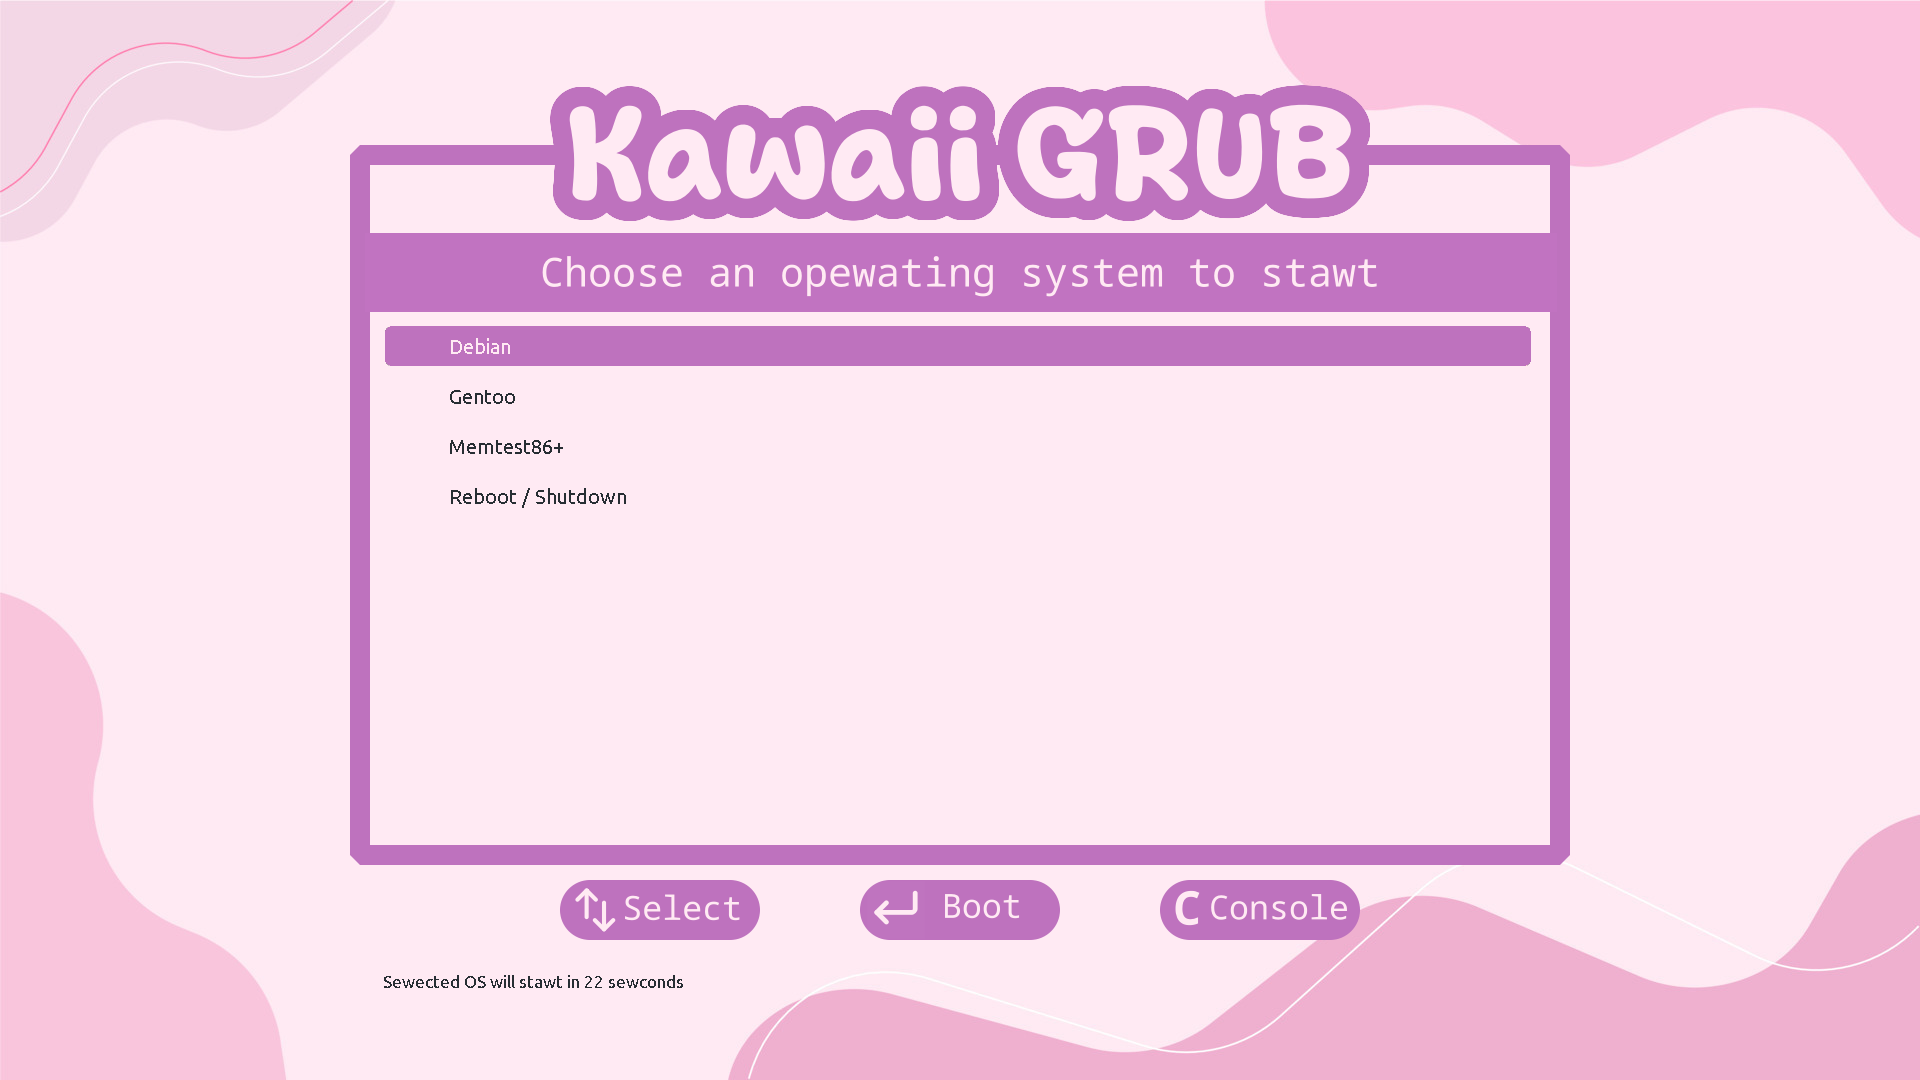 Kawaii GRUB
Choose an opewating system to stawt
Debian
Gentoo
Memtest86+
Reboot / Shutdown
Select
Boot
C Console
Sewected OS will stawt in 22 sewconds